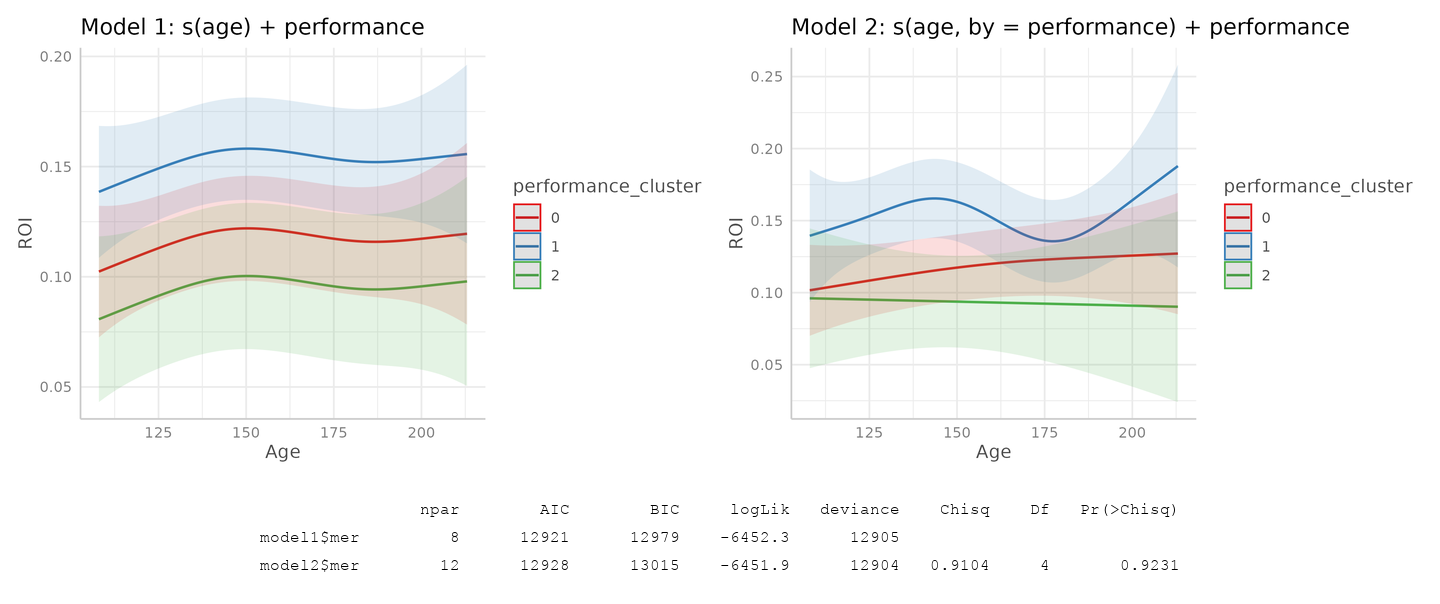 Model 1: s(age) + performance
0.20
0.15
0.10
0.05
ROI
125 150 175 200
Age
performance_cluster
0
1
2
Model 2: s(age, by = performance) + performance
0.25
0.20
0.15
0.10
0.05
ROI
125 150 175 200
Age
performance_cluster
0
1
2
npar AIC BIC logLik deviance Chisq Df Pr(>Chisq)
model1$mer 8 12921 12979 -6452.3 12905
model2$mer 12 12928 13015 -6451.9 12904 0.9104 4 0.9231